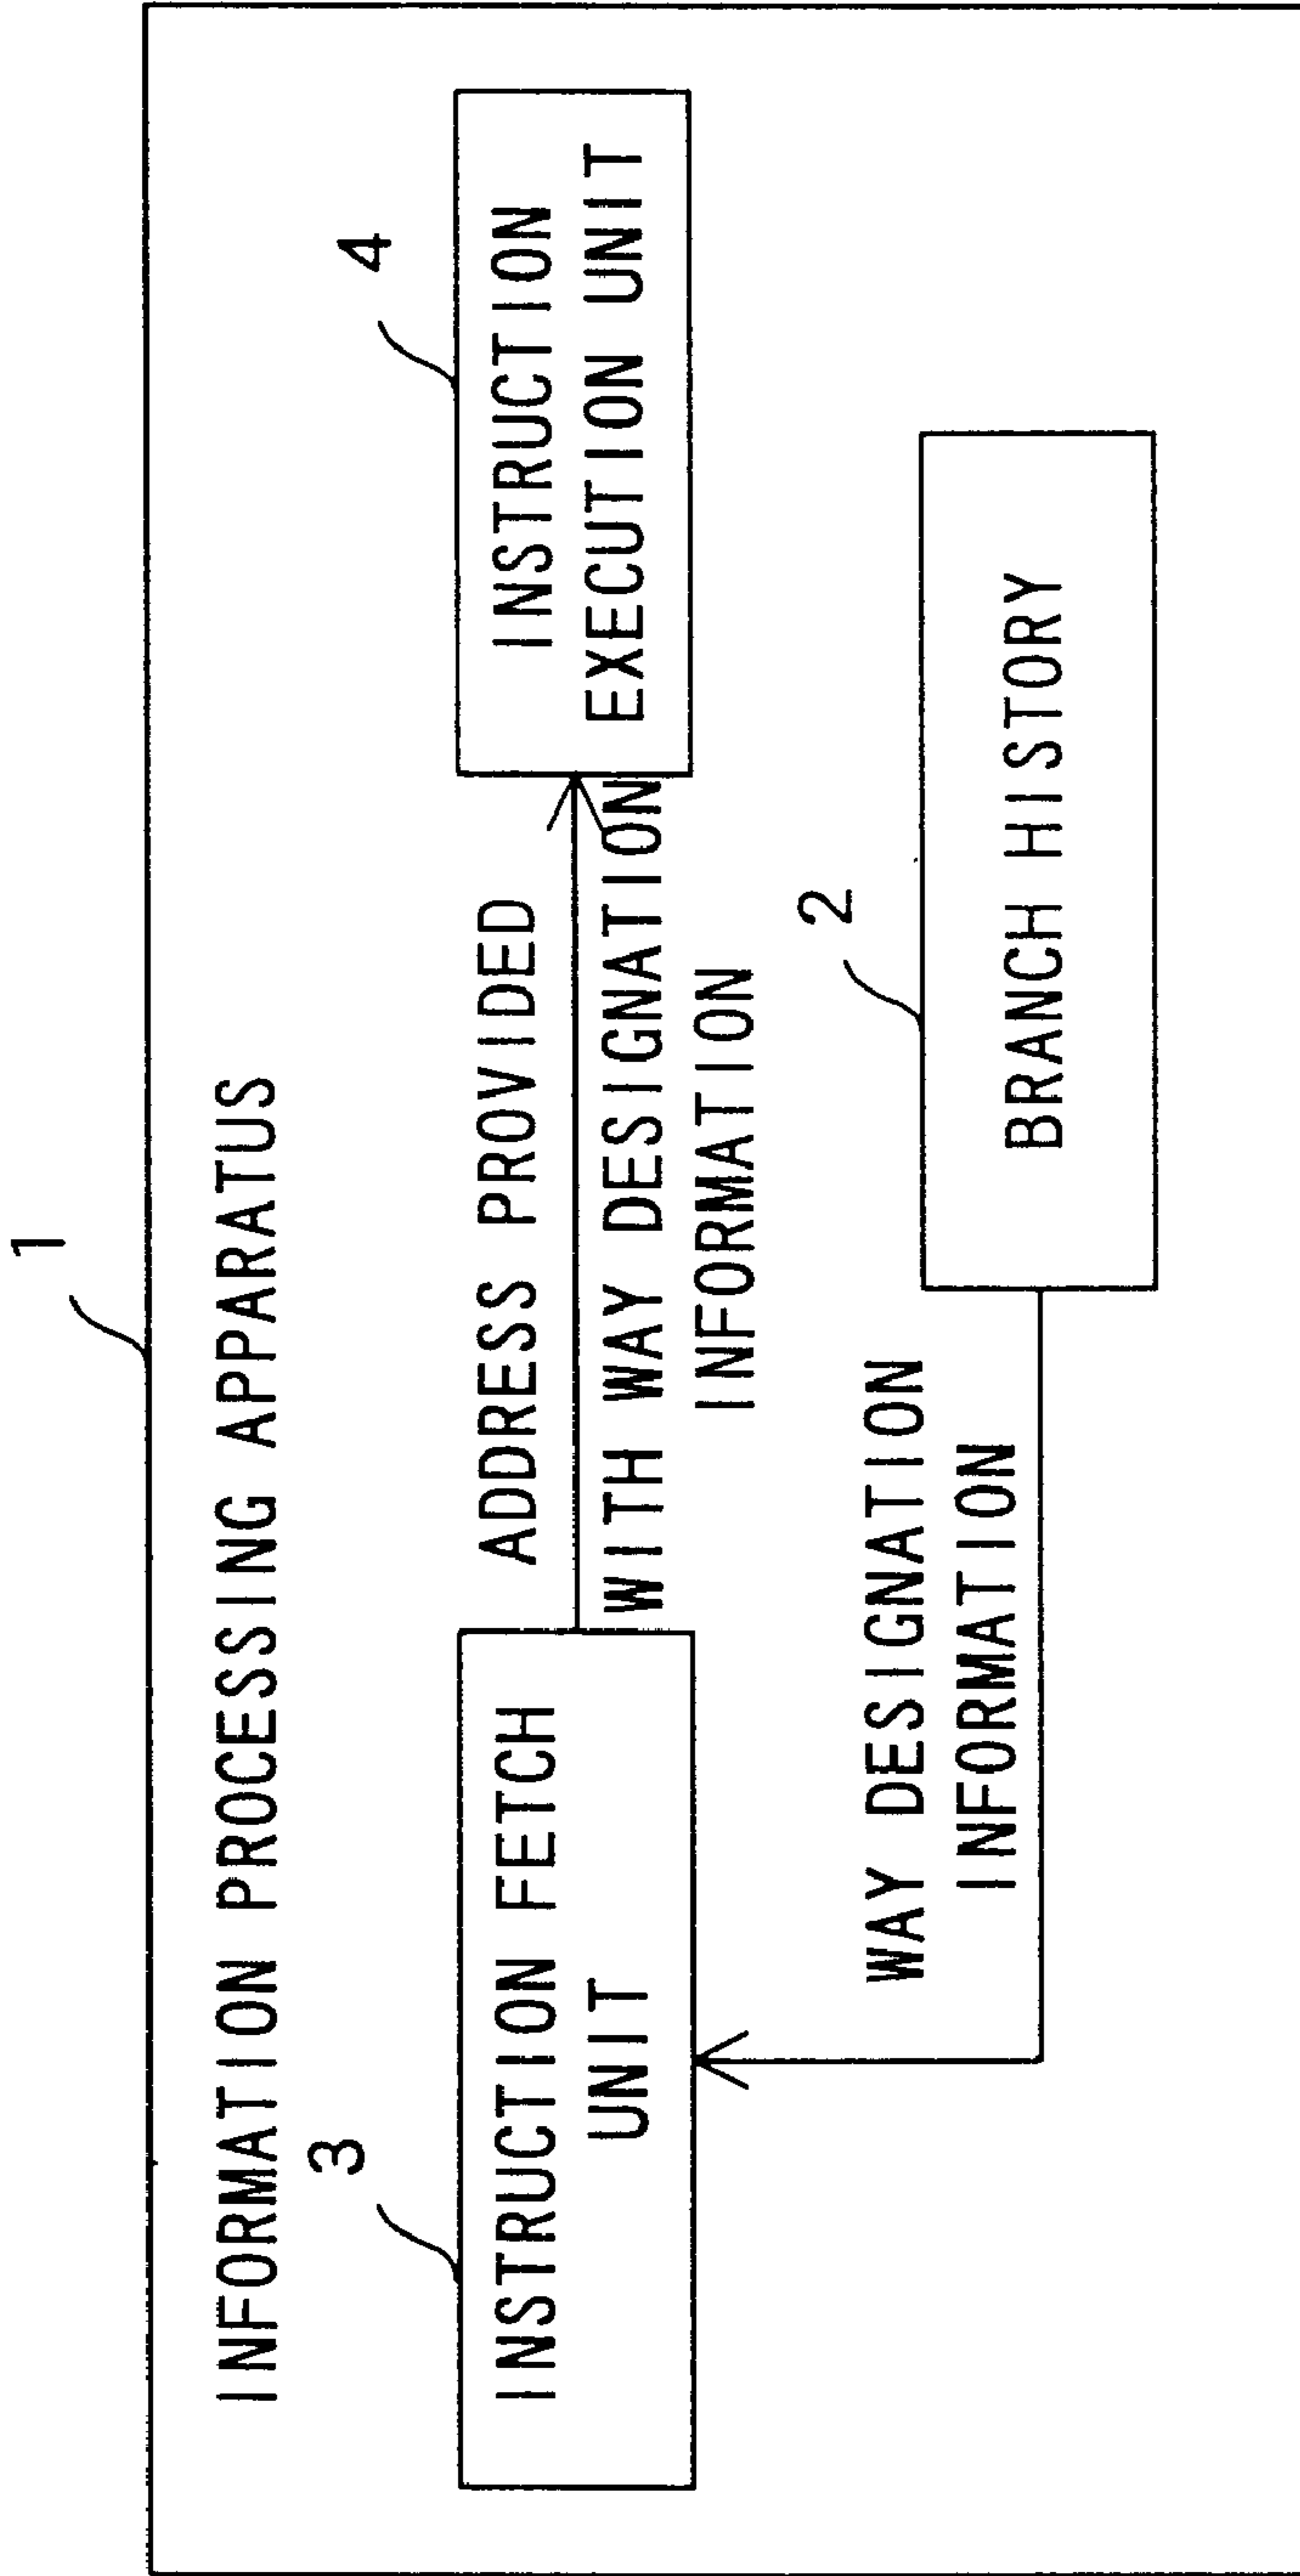 1
INFORMATION PROCESSING APPARATUS
3
INSTRUCTION FETCH
UNIT
ADDRESS PROVIDED
WITH WAY DESIGNATION
INFORMATION
4
INSTRUCTION
EXECUTION UNIT
WAY DESIGNATION
INFORMATION
2
BRANCH HISTORY